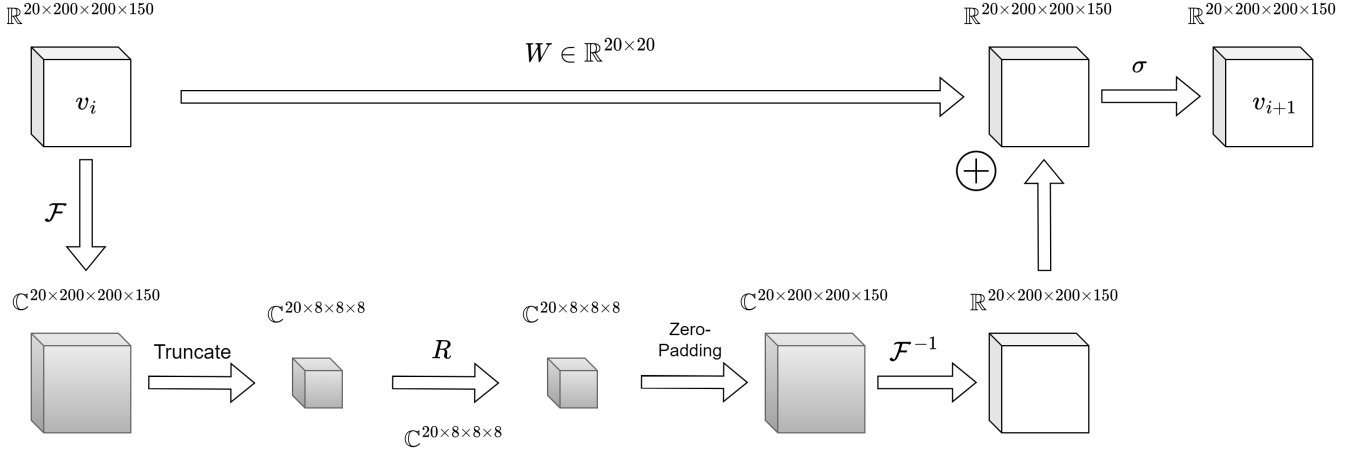 ℝ^{20×200×200×150}
ℝ^{20×200×200×150}
ℝ^{20×200×200×150}
W ∈ ℝ^{20×20}
σ
v_i
v_{i+1}
ℱ
ℂ^{20×200×200×150}
ℂ^{20×8×8×8}
ℂ^{20×8×8×8}
ℂ^{20×200×200×150}
ℝ^{20×200×200×150}
Truncate
R
Zero-
Padding
ℱ^{-1}
ℂ^{20×8×8×8}